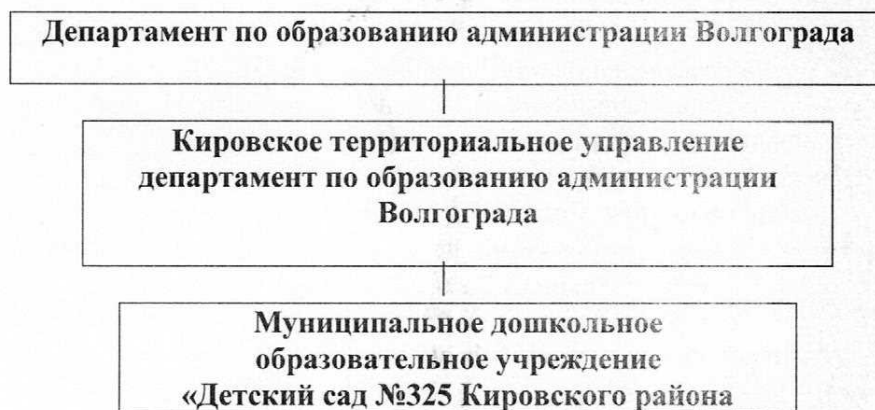 Департамент по образованию администрации Волгограда
Кировское территориальное управление
департамент по образованию администрации
Волгограда
Муниципальное дошкольное
образовательное учреждение
«Детский сад №325 Кировского района